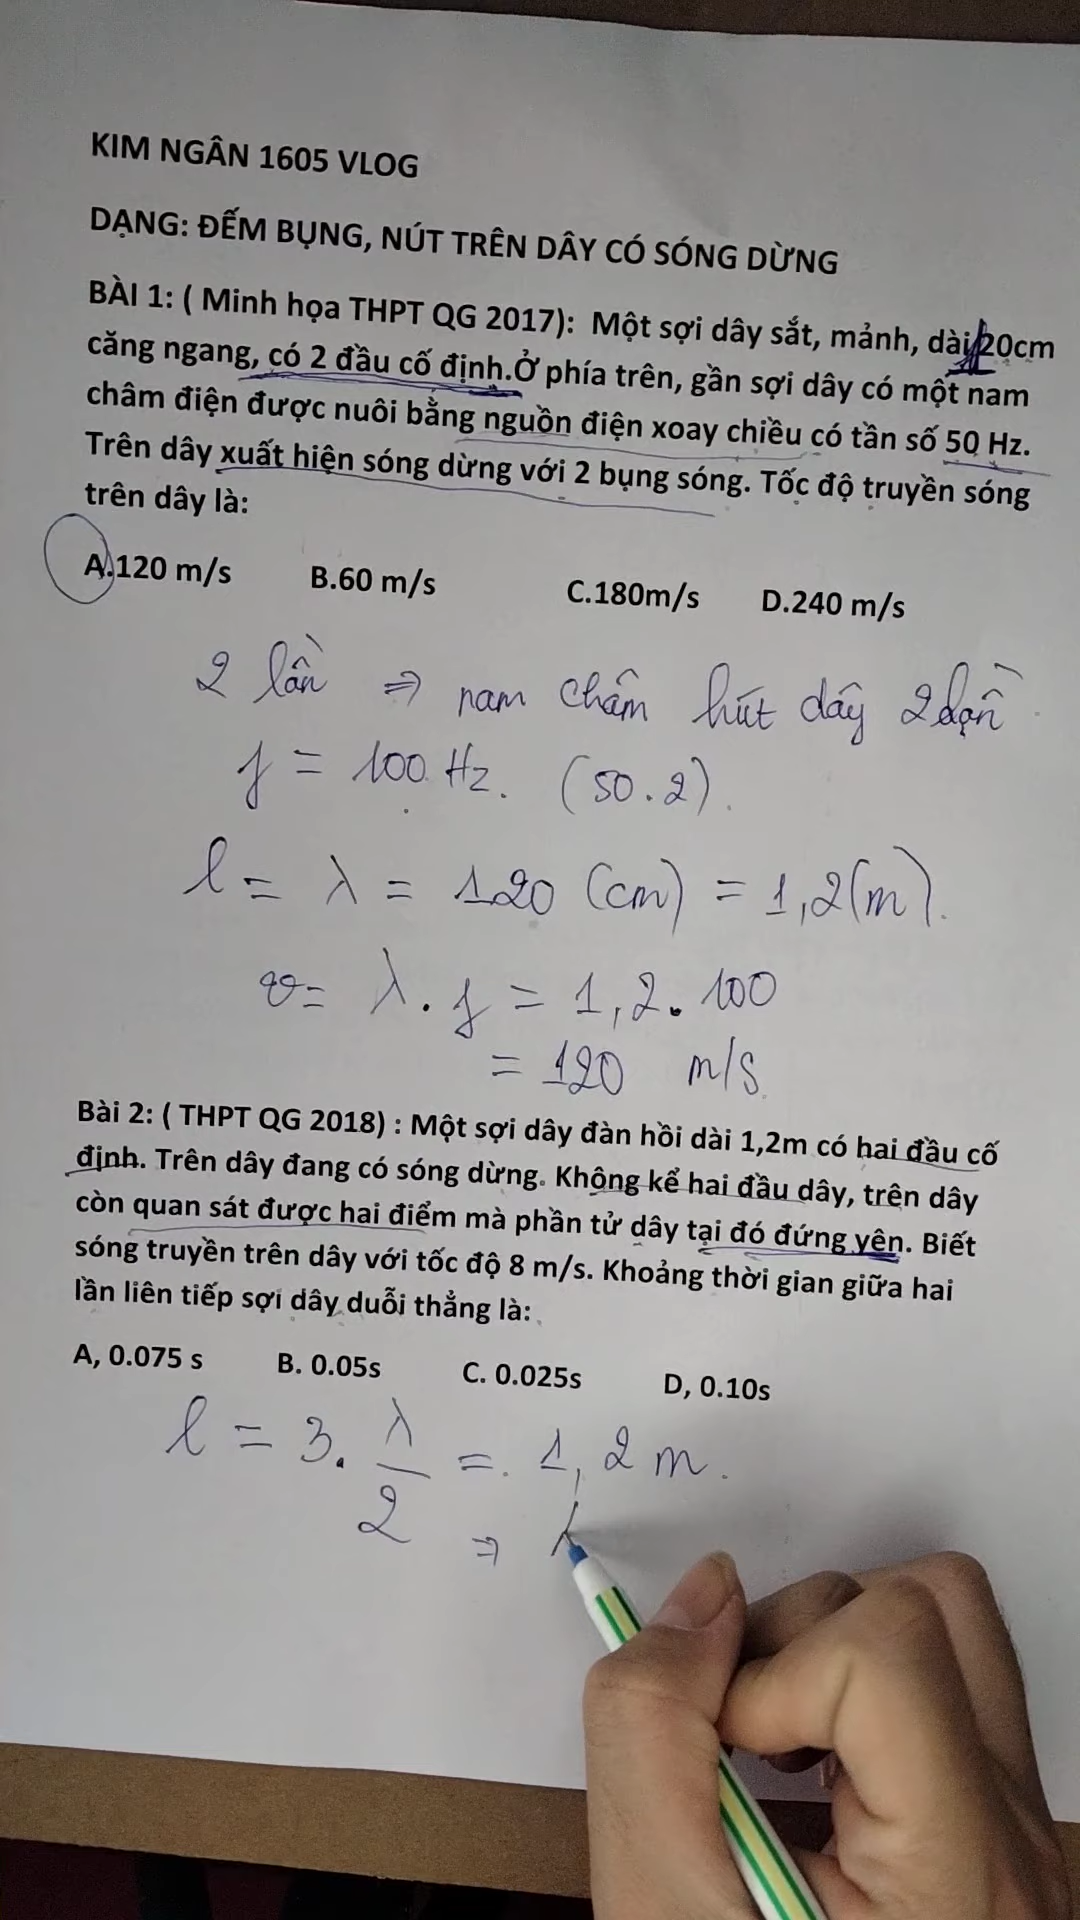 KIM NGÂN 1605 VLOG
DẠNG: ĐẾM BỤNG, NÚT TRÊN DÂY CÓ SÓNG DỪNG
BÀI 1: ( Minh họa THPT QG 2017): Một sợi dây sắt, mảnh, dài 120cm
căng ngang, có 2 đầu cố định.Ở phía trên, gần sợi dây có một nam
châm điện được nuôi bằng nguồn điện xoay chiều có tần số 50 Hz.
Trên dây xuất hiện sóng dừng với 2 bụng sóng. Tốc độ truyền sóng
trên dây là:
A.120 m/s B.60 m/s C.180m/s D.240 m/s
2 lần => nam châm hút dây 2 lần
f = 100 Hz. (50.2).
l = λ = 120 (cm) = 1,2(m).
v = λ.f = 1,2.100
= 120 m/s.
Bài 2: ( THPT QG 2018) : Một sợi dây đàn hồi dài 1,2m có hai đầu cố
định. Trên dây đang có sóng dừng. Không kể hai đầu dây, trên dây
còn quan sát được hai điểm mà phần tử dây tại đó đứng yên. Biết
sóng truyền trên dây với tốc độ 8 m/s. Khoảng thời gian giữa hai
lần liên tiếp sợi dây duỗi thẳng là:
A, 0.075 s B. 0.05s C. 0.025s D, 0.10s
l = 3. λ/2 = 1,2 m.
=> λ